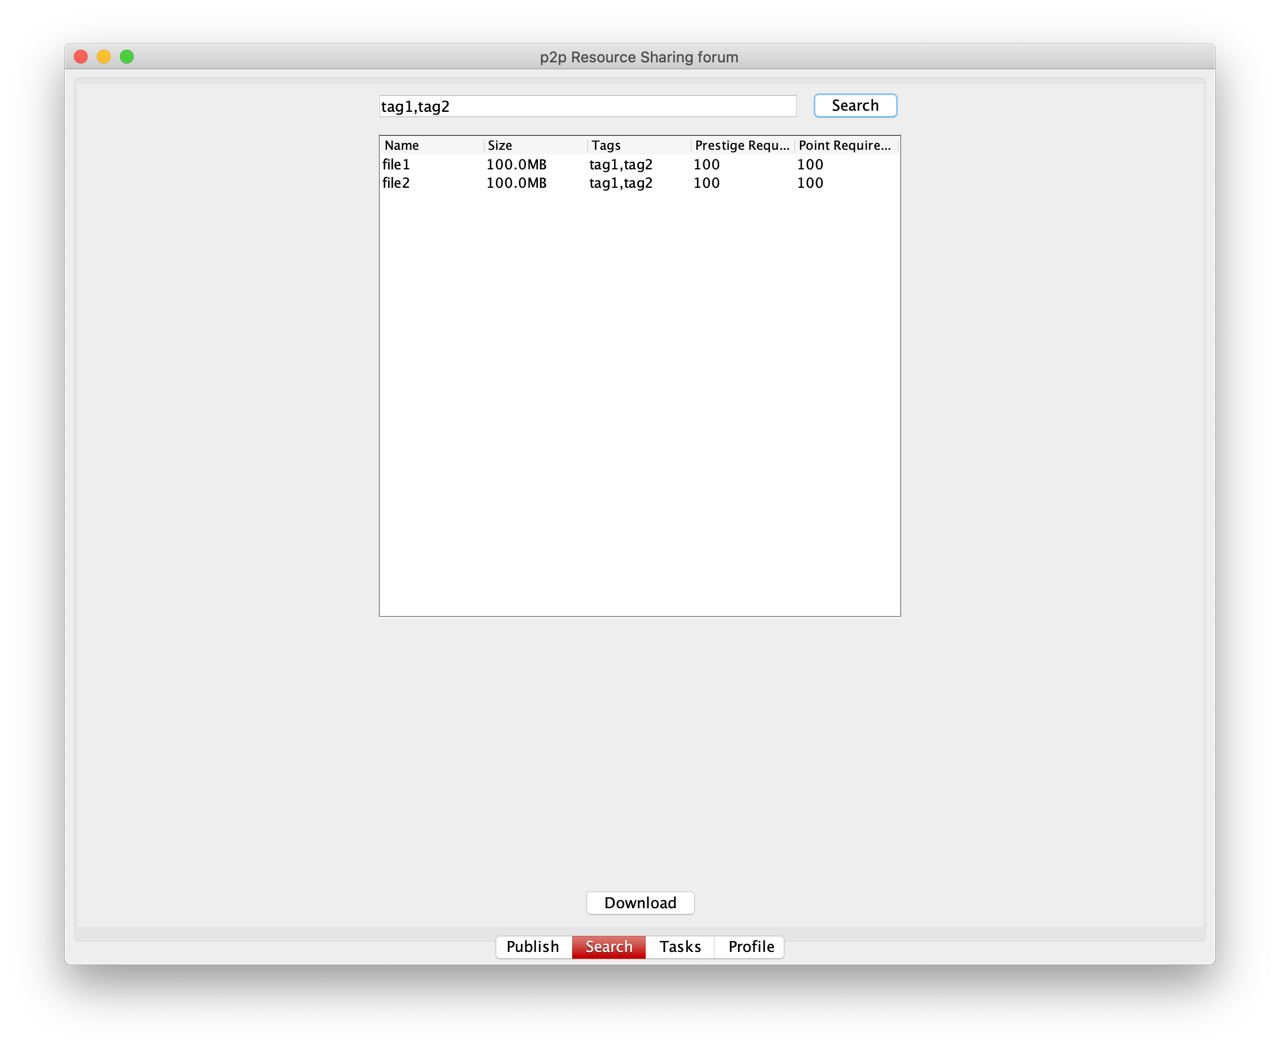 p2p Resource Sharing forum
tag1,tag2 Search
Name Size Tags Prestige Requ... Point Require...
file1 100.0MB tag1,tag2 100 100
file2 100.0MB tag1,tag2 100 100
Download
Publish Search Tasks Profile